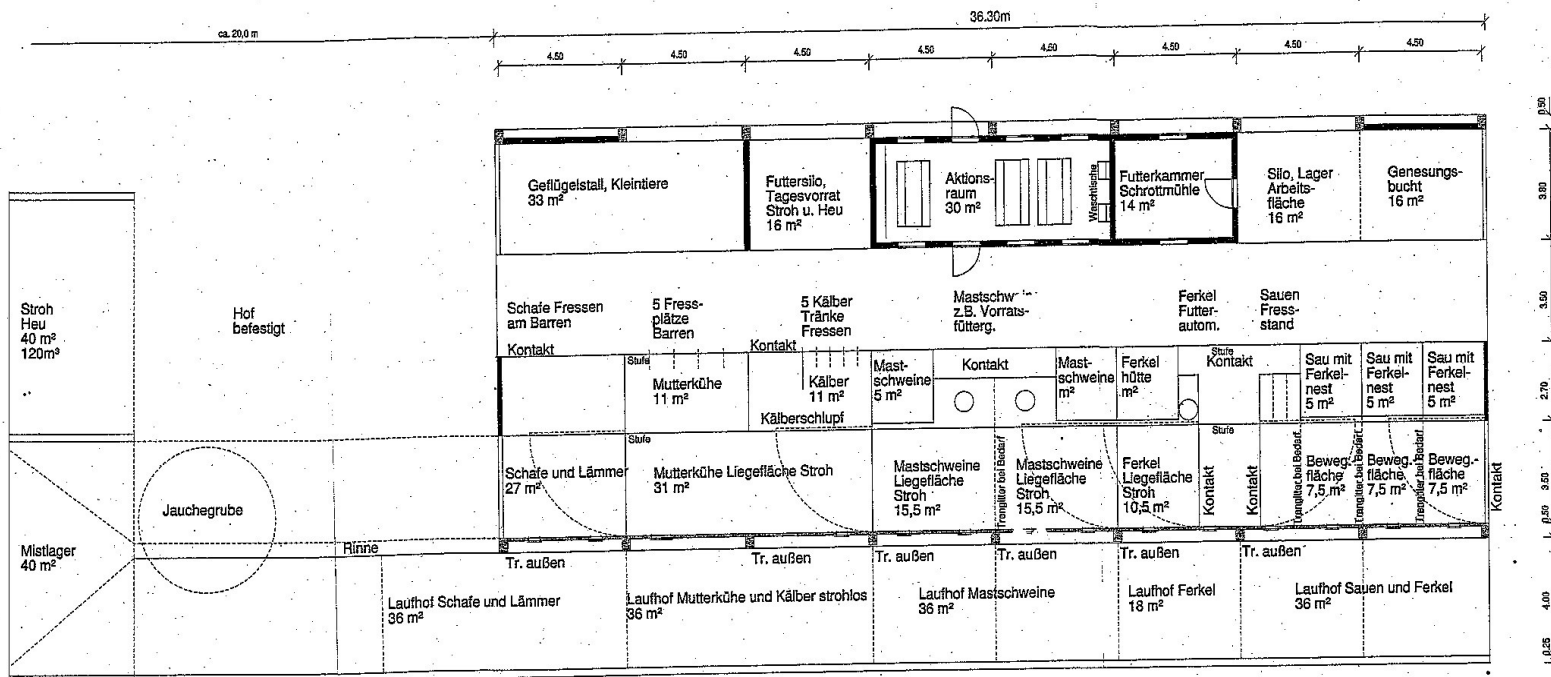 36.30m
ca. 20,0 m
4.50
4.50
4.50
4.50
4.50
4.50
4.50
4.50
0.50
3.80
3.50
2.70
3.50
0.50
4.00
0.25
Geflügelstall, Kleintiere
33 m²
Futtersilo,
Tagesvorrat
Stroh u. Heu
16 m²
Aktions-
raum
30 m²
Waschtische
Futterkammer
Schrottmühle
14 m²
Silo, Lager
Arbeits-
fläche
16 m²
Genesungs-
bucht
16 m²
Stroh
Heu
40 m²
120m³
Hof
befestigt
Schafe Fressen
am Barren
5 Fress-
plätze
Barren
5 Kälber
Tränke
Fressen
Mastschw
z.B. Vorrats-
fütterg.
Ferkel
Futter-
autom.
Sauen
Fress-
stand
Kontakt
Stufe
Kontakt
Mutterkühe
11 m²
Kälber
11 m²
Kälberschlupf
Mast-
schweine
5 m²
Kontakt
Mast-
schweine
m²
Ferkel
hütte
m²
Stufe
Kontakt
Sau mit
Ferkel-
nest
5 m²
Sau mit
Ferkel-
nest
5 m²
Sau mit
Ferkel-
nest
5 m²
Stufe
Stufe
Schafe und Lämmer
27 m²
Mutterkühe Liegefläche Stroh
31 m²
Mastschweine
Liegefläche
Stroh
15,5 m²
Trengitter bei Bedarf
Mastschweine
Liegefläche
Stroh
15,5 m²
Ferkel
Liegefläche
Stroh
10,5 m²
Kontakt
Kontakt
Trengitter bei Bedarf
Beweg.-
fläche
7,5 m²
Trengitter bei Bedarf
Beweg.-
fläche
7,5 m²
Trengitter bei Bedarf
Beweg.-
fläche
7,5 m²
Kontakt
Jauchegrube
Mistlager
40 m²
Rinne
Tr. außen
Tr. außen
Tr. außen
Tr. außen
Tr. außen
Laufhof Schafe und Lämmer
36 m²
Laufhof Mutterkühe und Kälber strohlos
36 m²
Laufhof Mastschweine
36 m²
Laufhof Ferkel
18 m²
Laufhof Sauen und Ferkel
36 m²